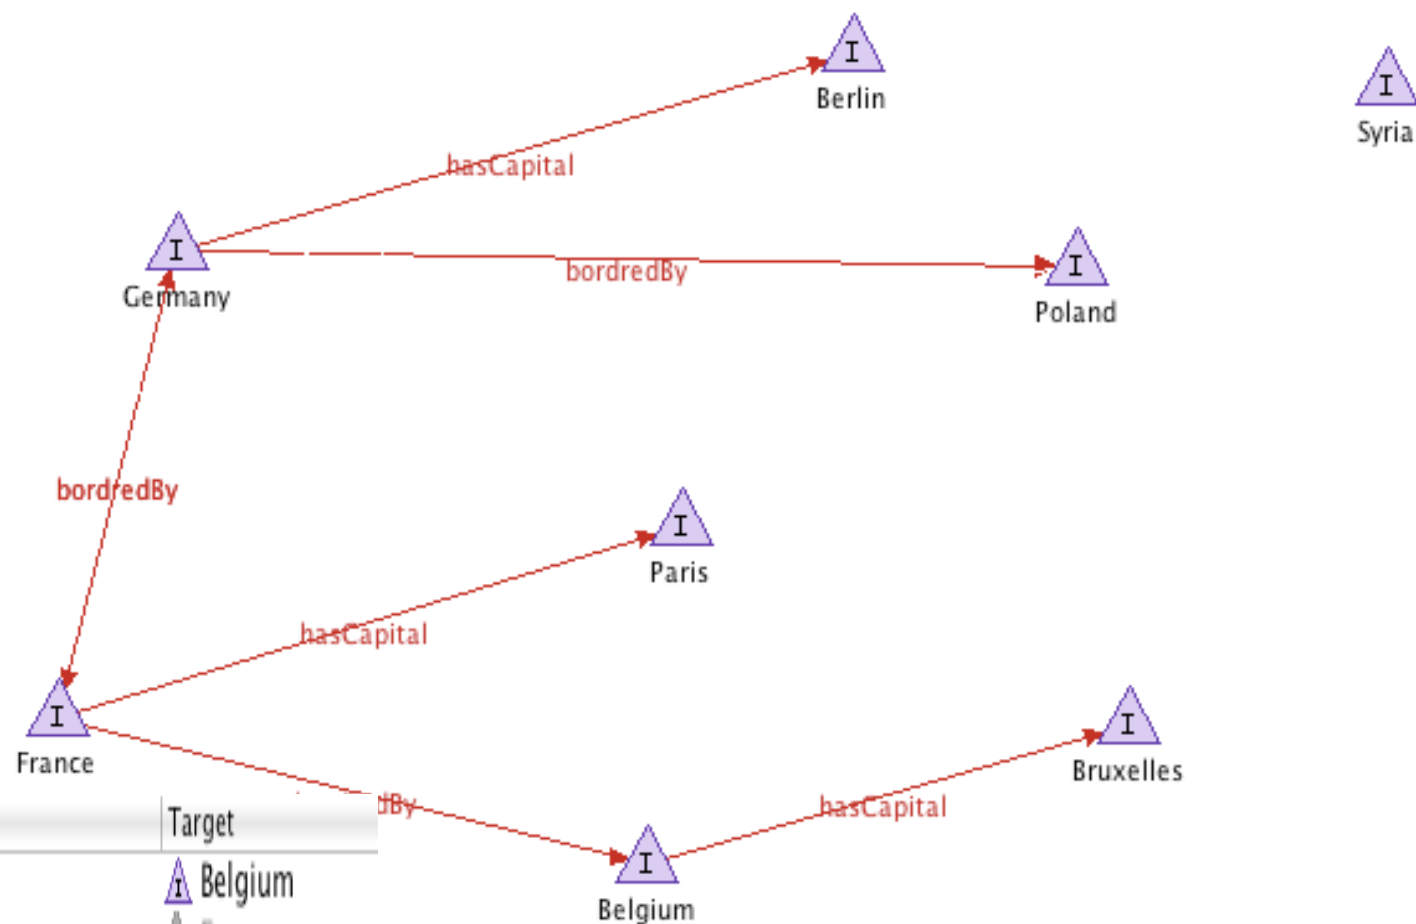 I
Berlin
I
Syria
hasCapital
I
Germany
bordredBy
I
Poland
bordredBy
I
Paris
hasCapital
I
France
I
Bruxelles
hasCapital
dBy
Target
I
Belgium
I
Belgium